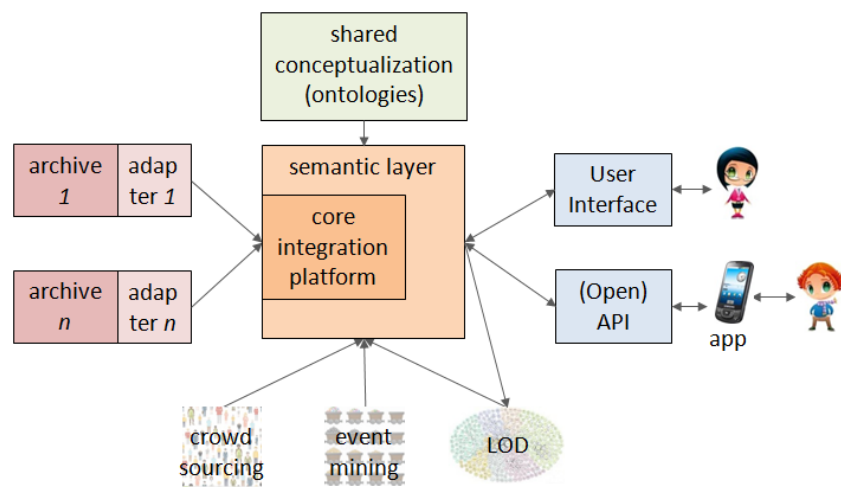 shared
conceptualization
(ontologies)
archive
1
adap
ter 1
semantic layer
core
integration
platform
User
Interface
archive
n
adap
ter n
(Open)
API
app
crowd
sourcing
event
mining
LOD